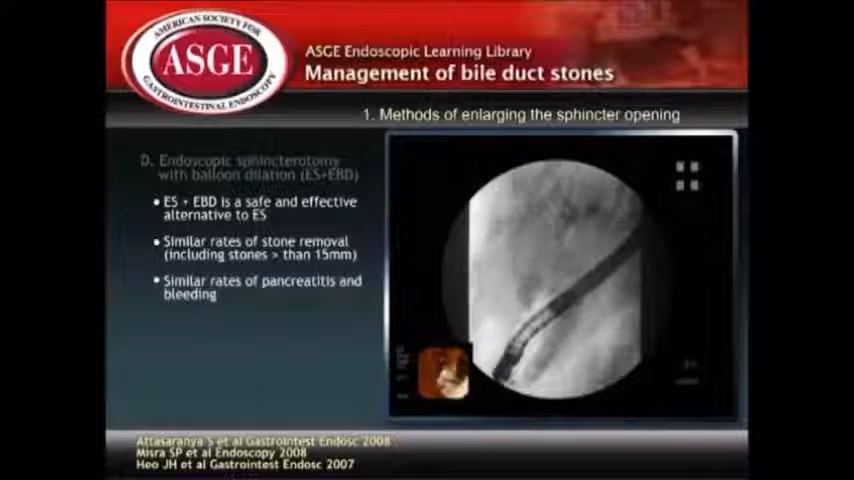 AMERICAN SOCIETY FOR
ASGE
GASTROINTESTINAL ENDOSCOPY
ASGE Endoscopic Learning Library
Management of bile duct stones
1. Methods of enlarging the sphincter opening
D. Endoscopic sphincterotomy
with balloon dilation (ES+EBD)
• ES + EBD is a safe and effective
alternative to ES
• Similar rates of stone removal
(including stones > than 15mm)
• Similar rates of pancreatitis and
bleeding
Attasaranya S et al Gastrointest Endosc 2008
Misra SP et al Endoscopy 2008
Heo JH et al Gastrointest Endosc 2007